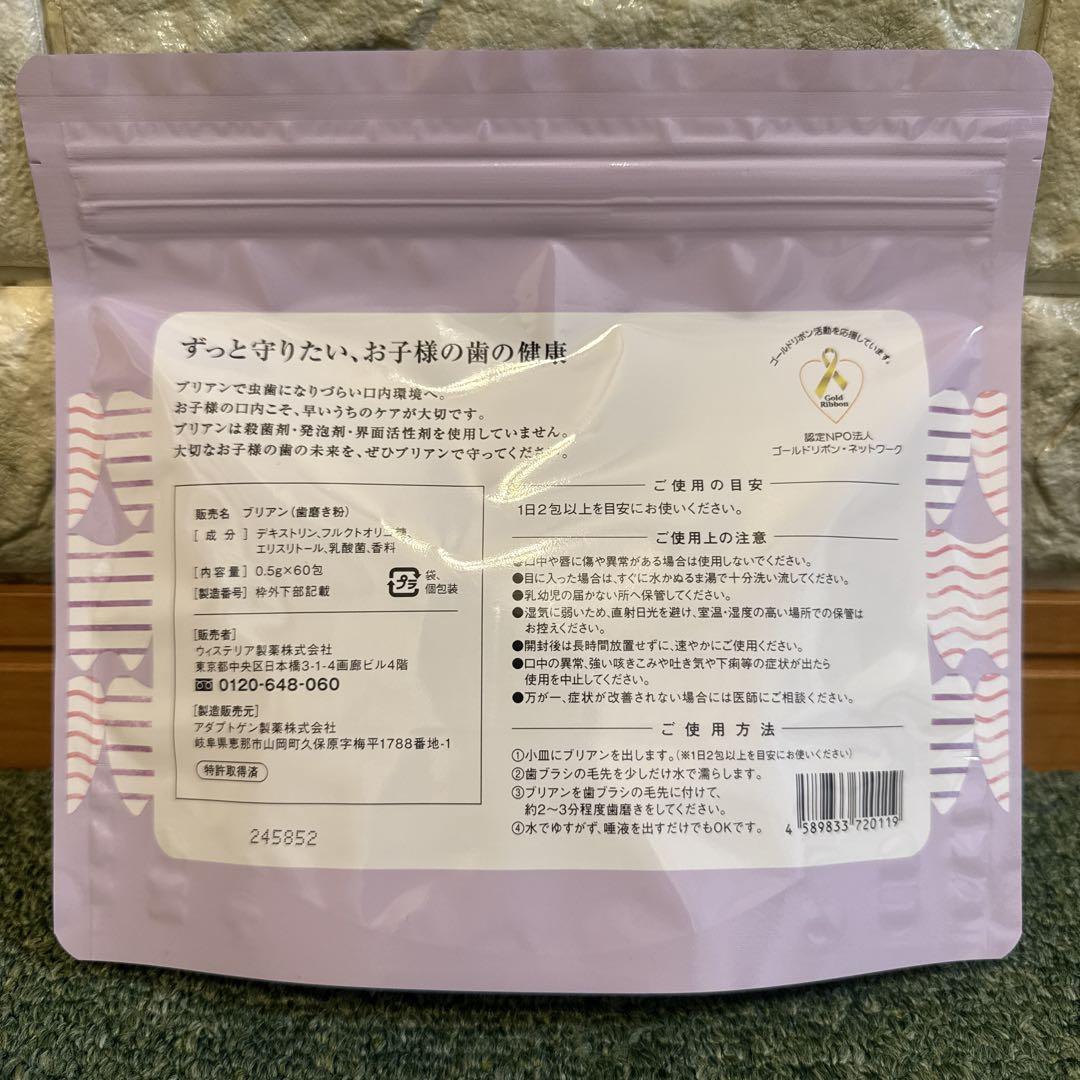 ずっと守りたい、お子様の歯の健康
ブリアンで虫歯になりづらい口内環境へ。
お子様の口内こそ、早いうちのケアが大切です。
ブリアンは殺菌剤・発泡剤・界面活性剤を使用していません。
大切なお子様の歯の未来を、ぜひブリアンで守ってください。
ゴールドリボン活動を応援しています。
Gold
Ribbon
認定NPO法人
ゴールドリボン・ネットワーク
販売名 ブリアン(歯磨き粉)
[成分] デキストリン、フルクトオリゴ糖、
エリスリトール、乳酸菌、香料
[内容量] 0.5g×60包
[製造番号] 枠外下部記載
プラ
袋、
個包装
[販売者]
ウィステリア製薬株式会社
東京都中央区日本橋3-1-4画廊ビル4階
0120-648-060
[製造販売元]
アダプトゲン製薬株式会社
岐阜県恵那市山岡町久保原字梅平1788番地-1
特許取得済
245852
ご使用の目安
1日2包以上を目安にお使いください。
ご使用上の注意
●口中や唇に傷や異常がある場合は使用しないでください。
●目に入った場合は、すぐに水かぬるま湯で十分洗い流してください。
●乳幼児の届かない所へ保管してください。
●湿気に弱いため、直射日光を避け、室温・湿度の高い場所での保管は
お控えください。
●開封後は長時間放置せずに、速やかにご使用ください。
●口中の異常、強い咳きこみや吐き気や下痢等の症状が出たら
使用を中止してください。
●万が一、症状が改善されない場合には医師にご相談ください。
ご使用方法
①小皿にブリアンを出します。(※1日2包以上を目安にお使いください)
②歯ブラシの毛先を少しだけ水で濡らします。
③ブリアンを歯ブラシの毛先に付けて、
約2〜3分程度歯磨きをしてください。
④水でゆすがず、唾液を出すだけでもOKです。
4 589833 720119